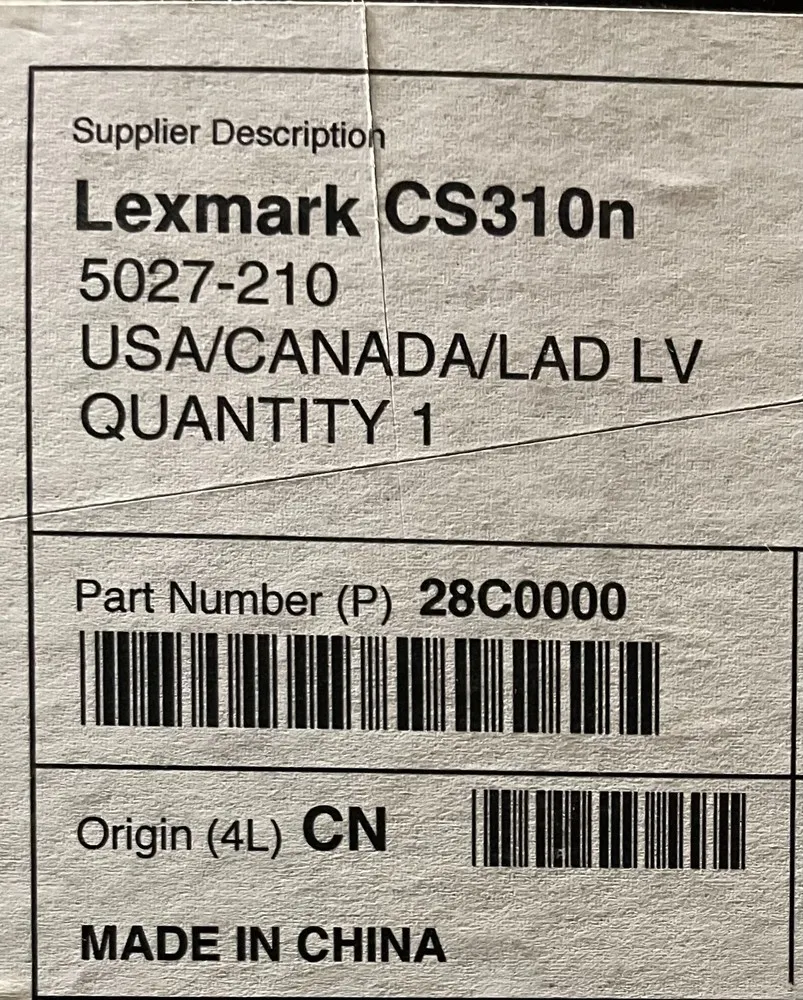 Supplier Description
Lexmark CS310n
5027-210
USA/CANADA/LAD LV
QUANTITY 1
Part Number (P) 28C0000
Origin (4L) CN
MADE IN CHINA